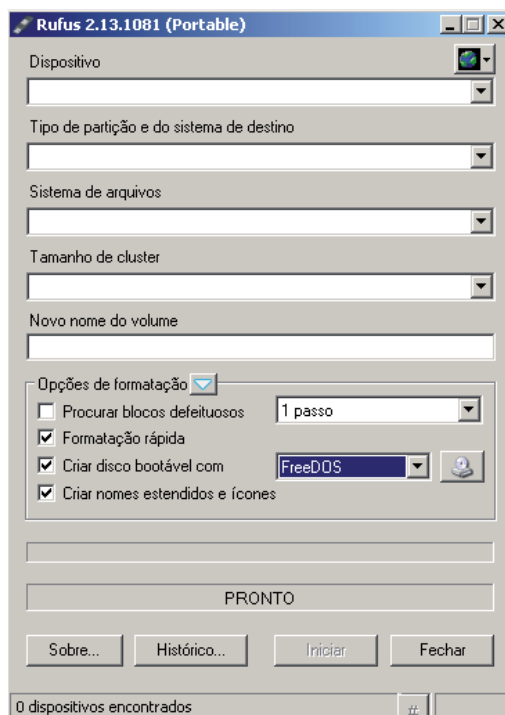 Rufus 2.13.1081 (Portable)
Dispositivo
Tipo de partição e do sistema de destino
Sistema de arquivos
Tamanho de cluster
Novo nome do volume
Opções de formatação
Procurar blocos defeituosos 1 passo
Formatação rápida
Criar disco bootável com FreeDOS
Criar nomes estendidos e ícones
PRONTO
Sobre... Histórico... Iniciar Fechar
0 dispositivos encontrados #